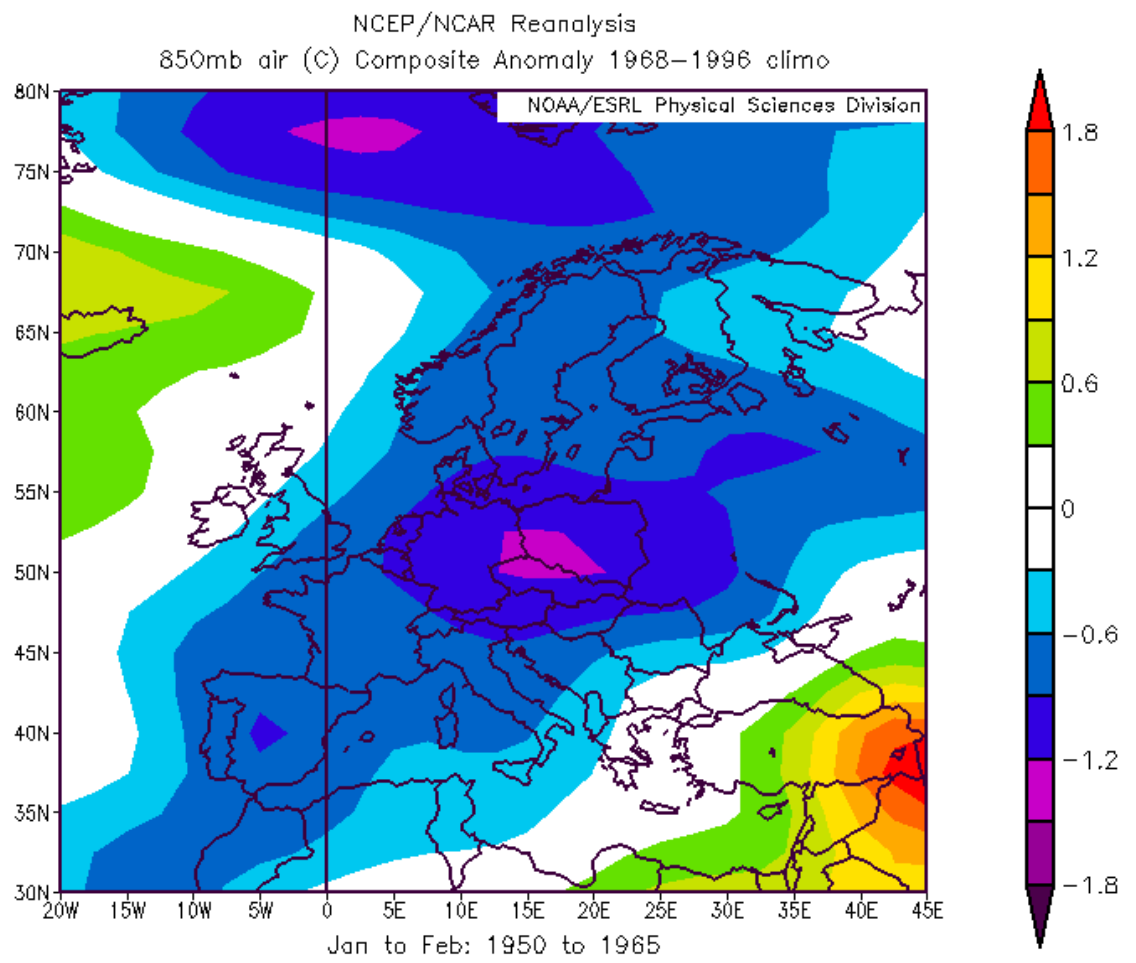 NCEP/NCAR Reanalysis
850mb air (C) Composite Anomaly 1968-1996 climo
NOAA/ESRL Physical Sciences Division
80N
75N
70N
65N
60N
55N
50N
45N
40N
35N
30N
20W 15W 10W 5W 0 5E 10E 15E 20E 25E 30E 35E 40E 45E
Jan to Feb: 1950 to 1965
1.8
1.2
0.6
0
-0.6
-1.2
-1.8